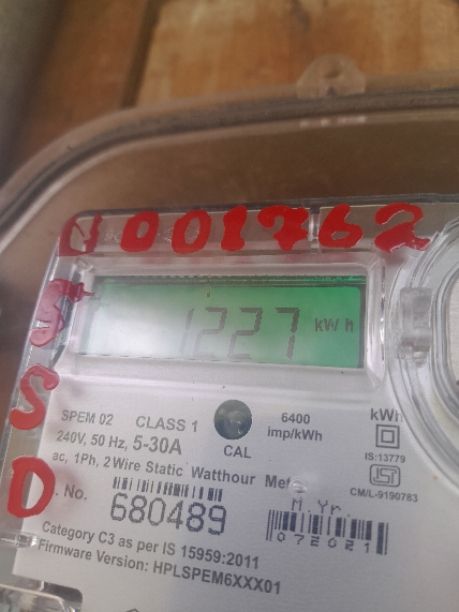 0001762
S
S
D
1227 kW h
SPEM 02 CLASS 1 6400 imp/kWh kWh
240V, 50 Hz, 5-30A CAL
IS:13779
ac, 1Ph, 2Wire Static Watthour
CM/L-9190783
. No. 680489
M.Yr.
072021
Category C3 as per IS 15959:2011
Firmware Version: HPLSPEM6XXX01